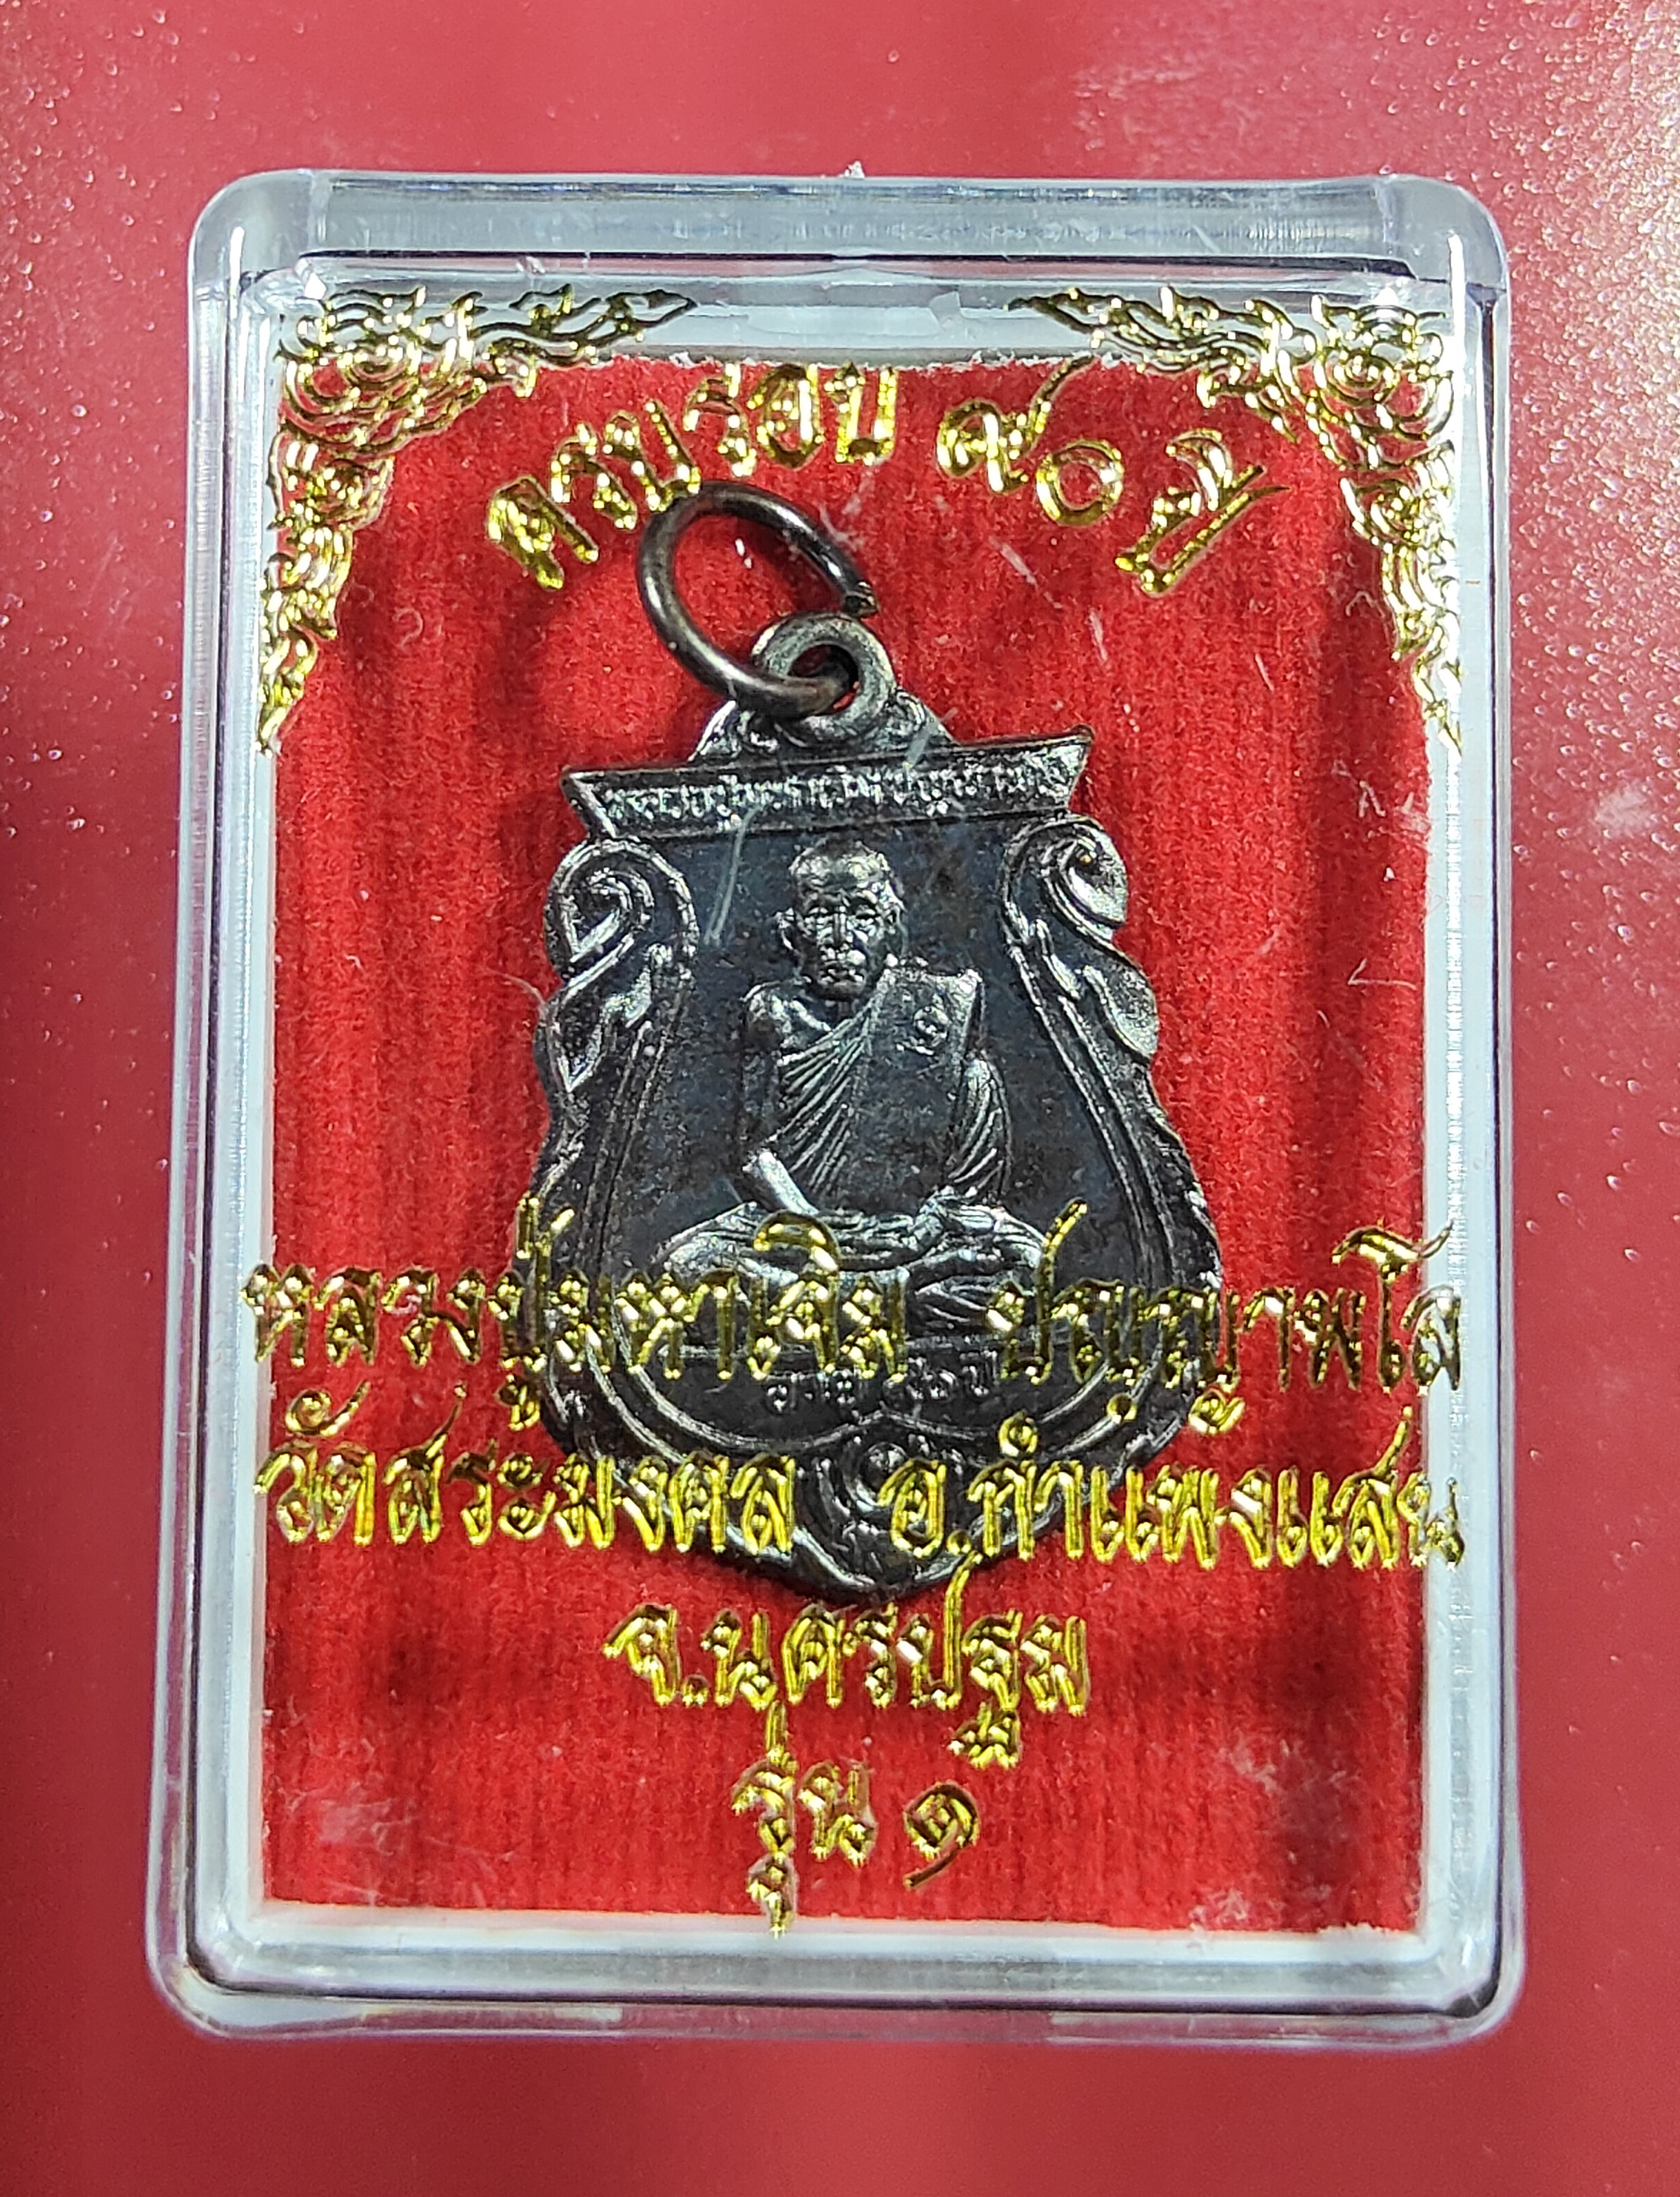 ครบรอบ ๙๐ ปี
หลวงปู่มหาเจิม ปญฺญาพโล
วัดสระมงคล อ.กำแพงแสน
จ.นครปฐม
รุ่น ๑